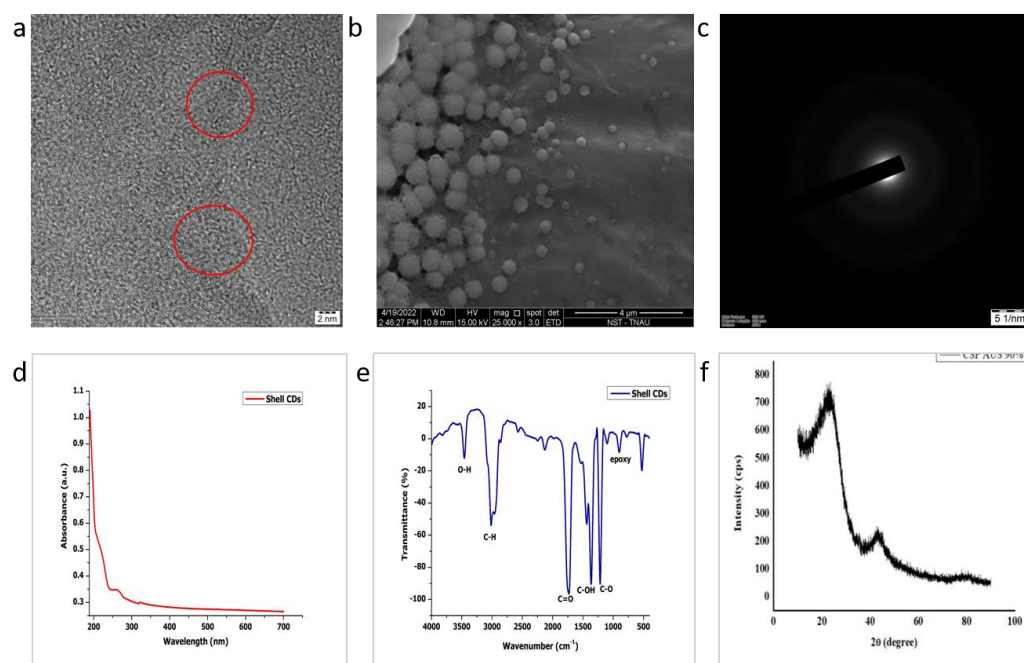 a
b
c
2 nm
4/19/2022 WD HV mag spot det 4 µm
2:46:27 PM 10.8 mm 15.00 kV 25 000 x 3.0 ETD NST - TNAU
5 1/nm
d
Shell CDs
1.1
1.0
0.9
0.8
0.7
0.6
0.5
0.4
0.3
200 300 400 500 600 700
Absorbance (a.u.)
Wavelength (nm)
e
Shell CDs
20
0
-20
-40
-60
-80
-100
O-H
C-H
C=O
C-OH
C-O
epoxy
4000 3500 3000 2500 2000 1500 1000 500
Transmittance (%)
Wavenumber (cm⁻¹)
f
CSP AUS 90%
800
700
600
500
400
300
200
100
0
0 20 40 60 80 100
Intensity (cps)
2θ (degree)